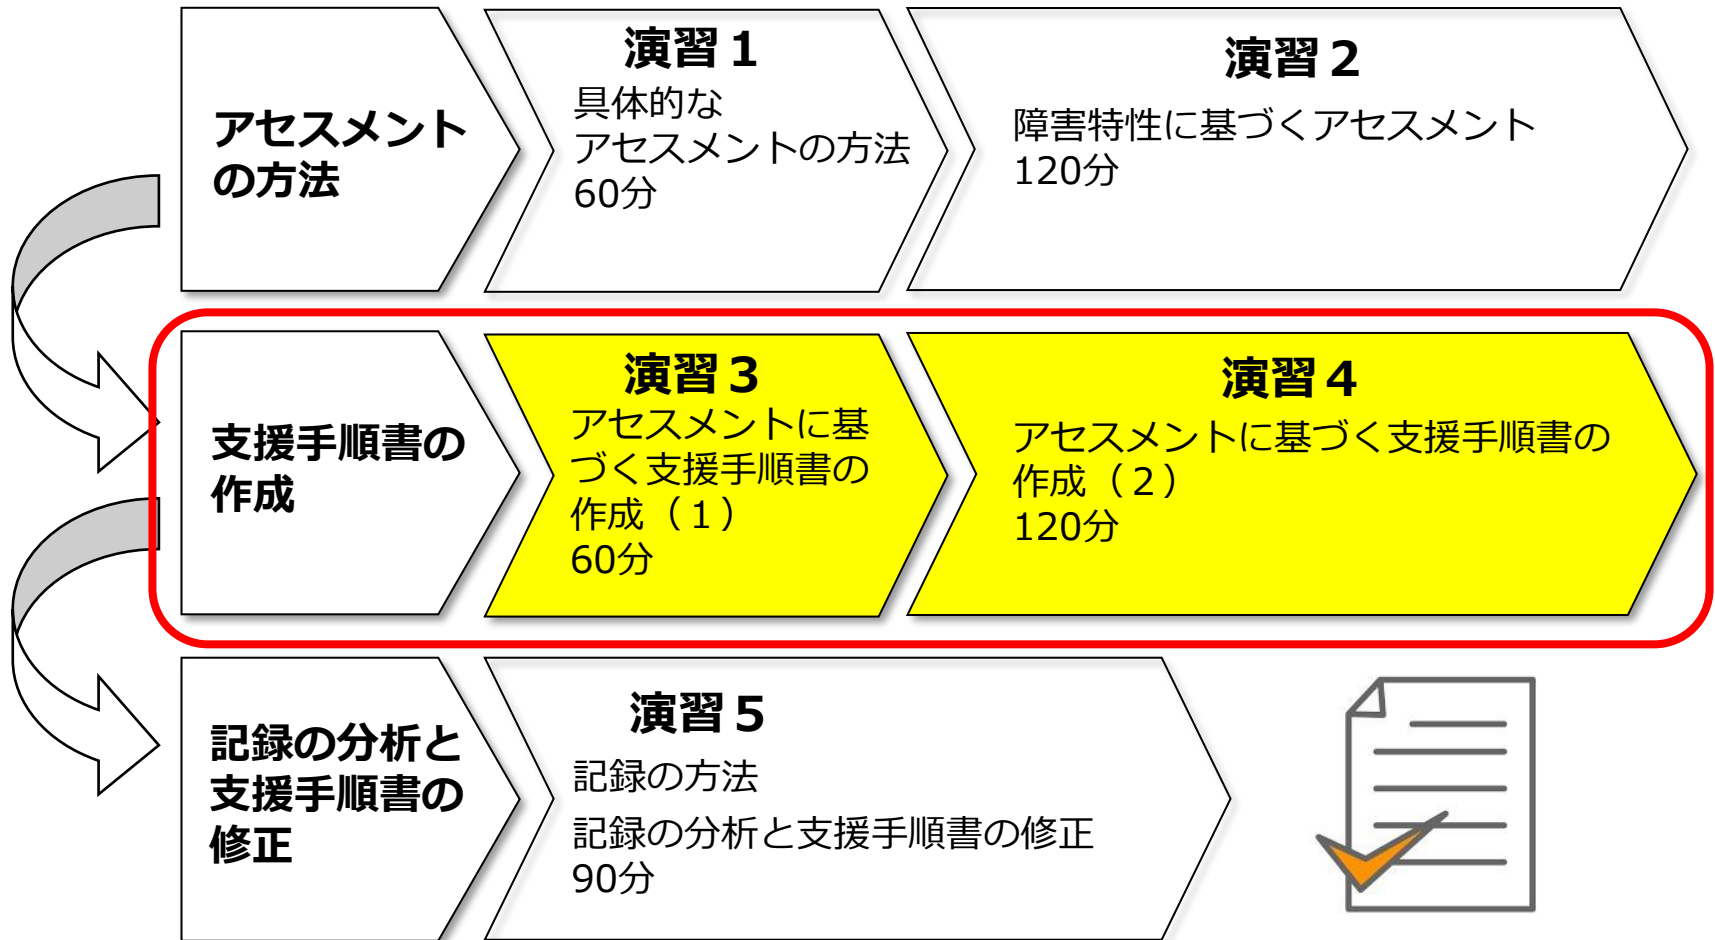 アセスメント
の方法
演習１
具体的な
アセスメントの方法
60分
演習２
障害特性に基づくアセスメント
120分
支援手順書の
作成
演習３
アセスメントに基
づく支援手順書の
作成（１）
60分
演習４
アセスメントに基づく支援手順書の
作成（２）
120分
記録の分析と
支援手順書の
修正
演習５
記録の方法
記録の分析と支援手順書の修正
90分